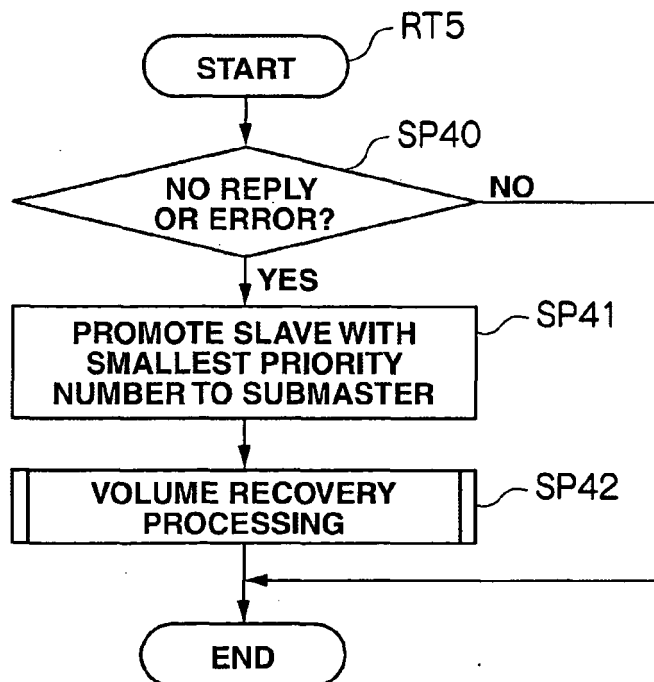 RT5
START
SP40
NO REPLY
OR ERROR?
NO
YES
SP41
PROMOTE SLAVE WITH
SMALLEST PRIORITY
NUMBER TO SUBMASTER
SP42
VOLUME RECOVERY
PROCESSING
END